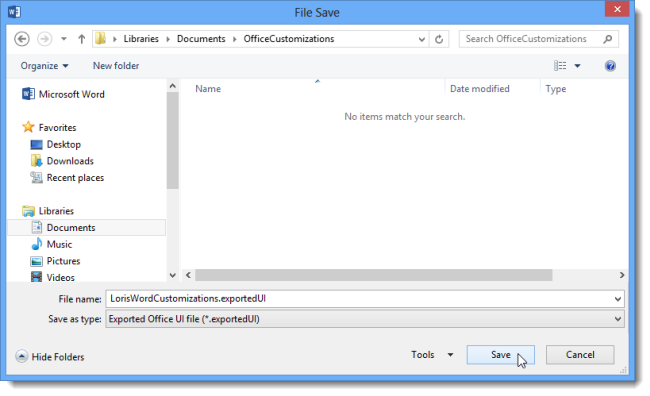 File Save
Libraries Documents OfficeCustomizations Search OfficeCustomizations
Organize New folder
Microsoft Word
Favorites
Desktop
Downloads
Recent places
Libraries
Documents
Music
Pictures
Videos
Name Date modified Type
No items match your search.
File name: LorisWordCustomizations.exportedUI
Save as type: Exported Office UI file (*.exportedUI)
Hide Folders Tools Save Cancel